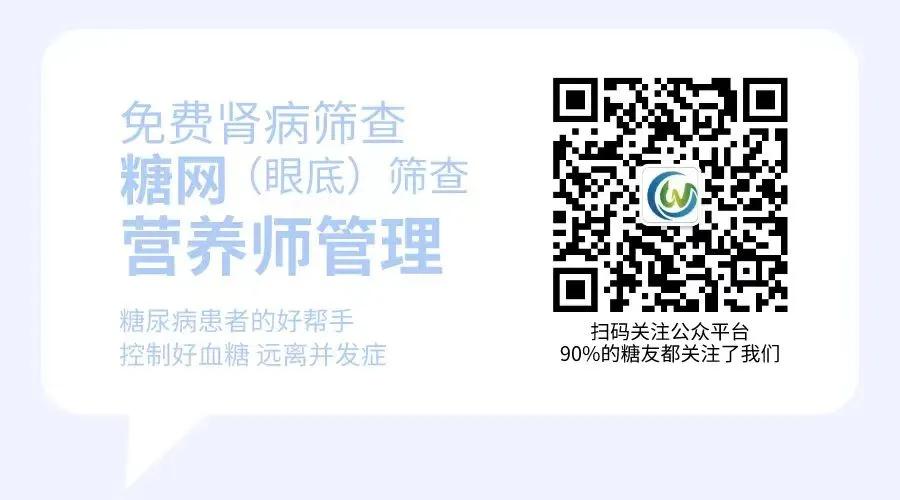 免费肾病筛查
糖网（眼底）筛查
营养师管理
糖尿病患者的好帮手
控制好血糖 远离并发症
扫码关注公众平台
90%的糖友都关注了我们